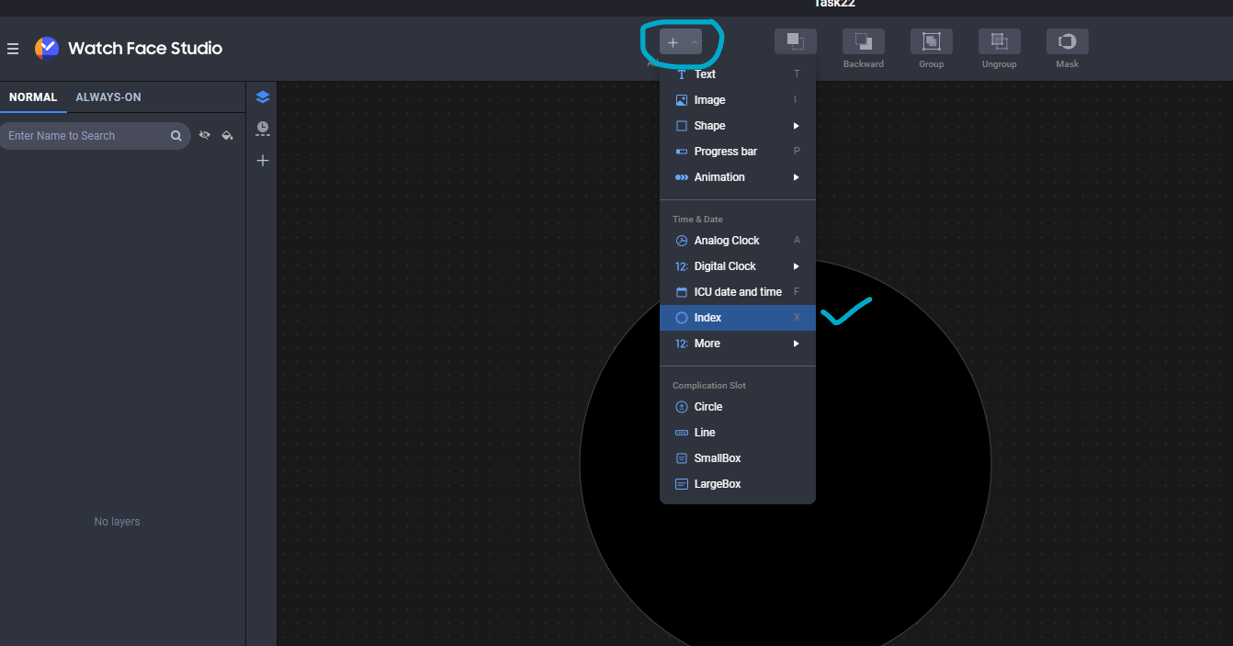 Task22
Watch Face Studio
Backward
Group
Ungroup
Mask
NORMAL
ALWAYS-ON
Enter Name to Search
Text T
Image I
Shape
Progress bar P
Animation
Time & Date
Analog Clock A
12: Digital Clock
ICU date and time F
Index X
12: More
Complication Slot
Circle
Line
SmallBox
LargeBox
No layers